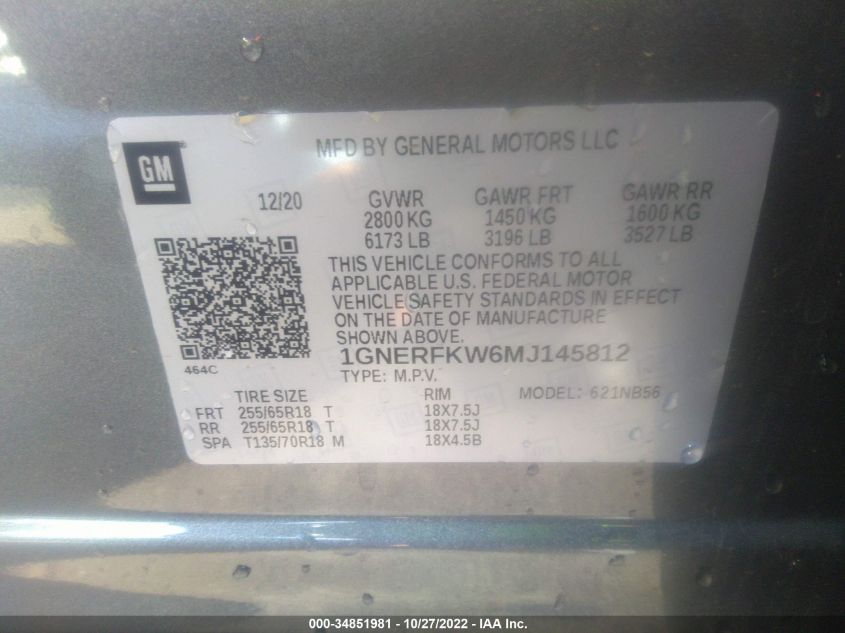 GM
MFD BY GENERAL MOTORS LLC
12/20 GVWR GAWR FRT GAWR RR
2800 KG 1450 KG 1600 KG
6173 LB 3196 LB 3527 LB
THIS VEHICLE CONFORMS TO ALL
APPLICABLE U.S. FEDERAL MOTOR
VEHICLE SAFETY STANDARDS IN EFFECT
ON THE DATE OF MANUFACTURE
SHOWN ABOVE.
464C
1GNERFKW6MJ145812
TYPE: M.P.V.
TIRE SIZE RIM MODEL: 621NB56
FRT 255/65R18 T 18X7.5J
RR 255/65R18 T 18X7.5J
SPA T135/70R18 M 18X4.5B
000-34851981 - 10/27/2022 - IAA Inc.